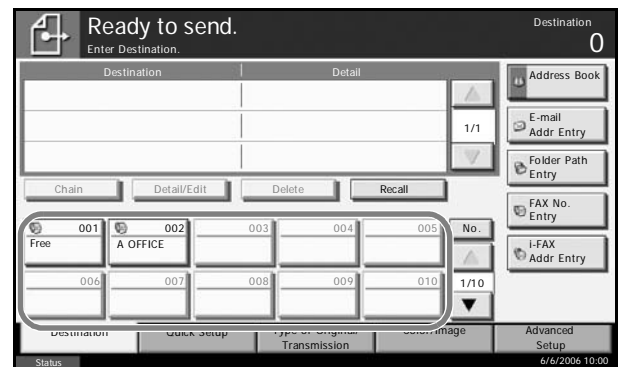 Ready to send.
Enter Destination.
Destination
0
Destination Detail
1/1
Address Book
E-mail
Addr Entry
Folder Path
Entry
FAX No.
Entry
i-FAX
Addr Entry
Chain Detail/Edit Delete Recall
001 002 003 004 005 No.
Free A OFFICE
006 007 008 009 010 1/10
Destination Quick Setup Type of Original/
Transmission Color/Image Advanced
Setup
Status 6/6/2006 10:00